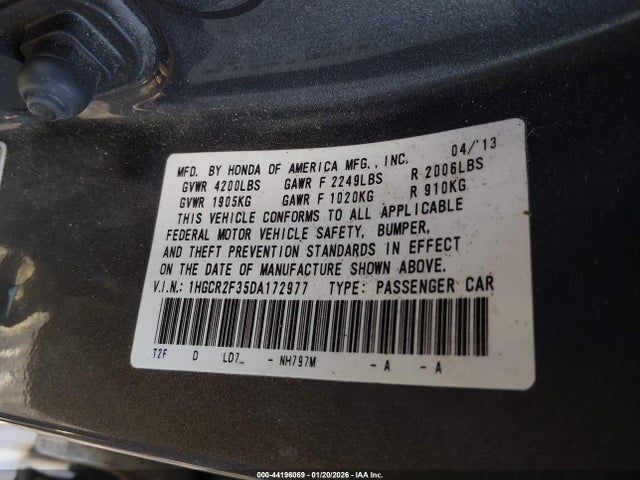 MFD. BY HONDA OF AMERICA MFG., INC. 04/'13
GVWR 4200LBS GAWR F 2249LBS R 2006LBS
GVWR 1905KG GAWR F 1020KG R 910KG
THIS VEHICLE CONFORMS TO ALL APPLICABLE
FEDERAL MOTOR VEHICLE SAFETY, BUMPER,
AND THEFT PREVENTION STANDARDS IN EFFECT
ON THE DATE OF MANUFACTURE SHOWN ABOVE.
V.I.N.: 1HGCR2F35DA172977 TYPE: PASSENGER CAR
T2F D LD7_ - NH797M - A - A
000-44196069 | 01/20/2026 | IAA Inc.